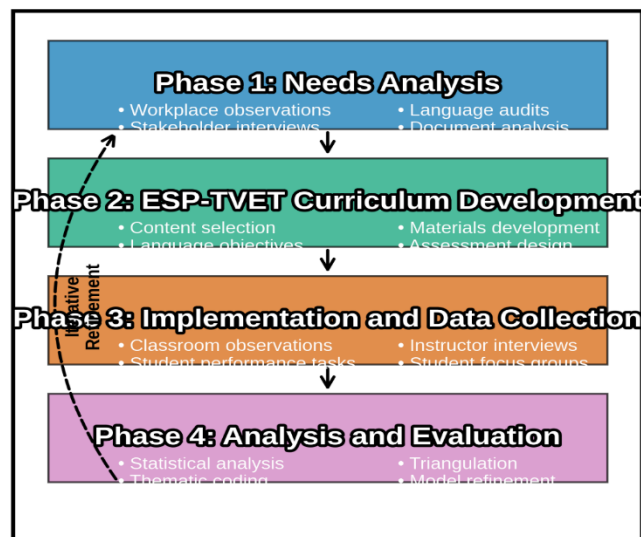 Phase 1: Needs Analysis
• Workplace observations
• Language audits
• Stakeholder interviews
• Document analysis
Phase 2: ESP-TVET Curriculum Development
• Content selection
• Materials development
• Language objectives
• Assessment design
Iterative
Refinement
Phase 3: Implementation and Data Collection
• Classroom observations
• Instructor interviews
• Student performance tasks
• Student focus groups
Phase 4: Analysis and Evaluation
• Statistical analysis
• Triangulation
• Thematic coding
• Model refinement